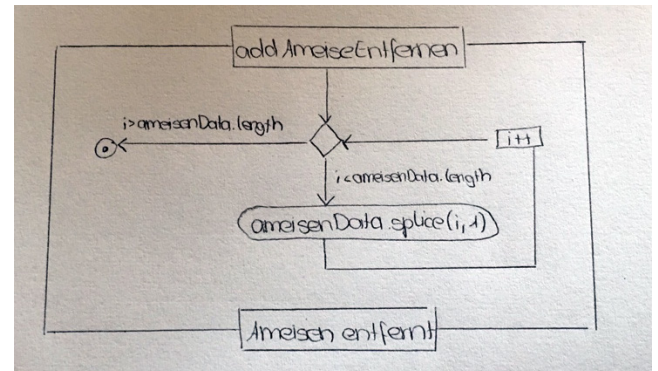 addAmeiseEntfernen
i>ameisenData.length
i++
i<ameisenData.length
ameisenData.splice(i,1)
Ameisen entfernt